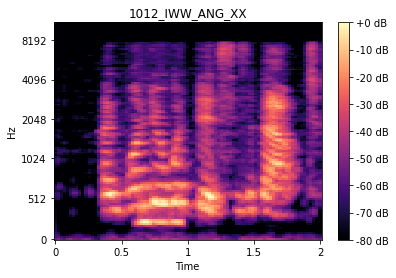 1012_IWW_ANG_XX
+0 dB
8192
-10 dB
4096
-20 dB
-30 dB
2048
Hz
-40 dB
1024
-50 dB
512
-60 dB
-70 dB
0
-80 dB
0
0.5
1
1.5
2
Time